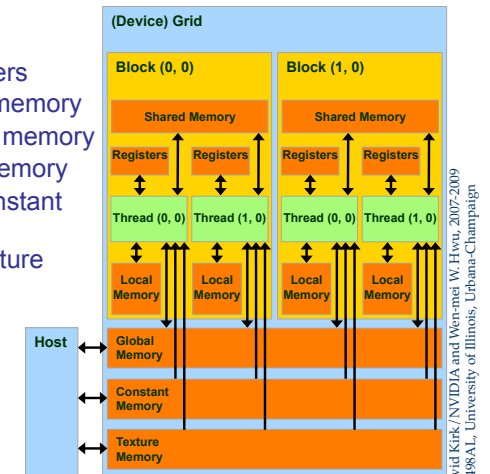 (Device) Grid
ers
memory
memory
emory
nstant
ture
Block (0, 0)
Block (1, 0)
Shared Memory
Shared Memory
Registers
Registers
Registers
Registers
Thread (0, 0)
Thread (1, 0)
Thread (0, 0)
Thread (1, 0)
Local
Memory
Local
Memory
Local
Memory
Local
Memory
Host
Global
Memory
Constant
Memory
Texture
Memory
vid Kirk/NVIDIA and Wen-mei W. Hwu, 2007-2009
498AL, University of Illinois, Urbana-Champaign